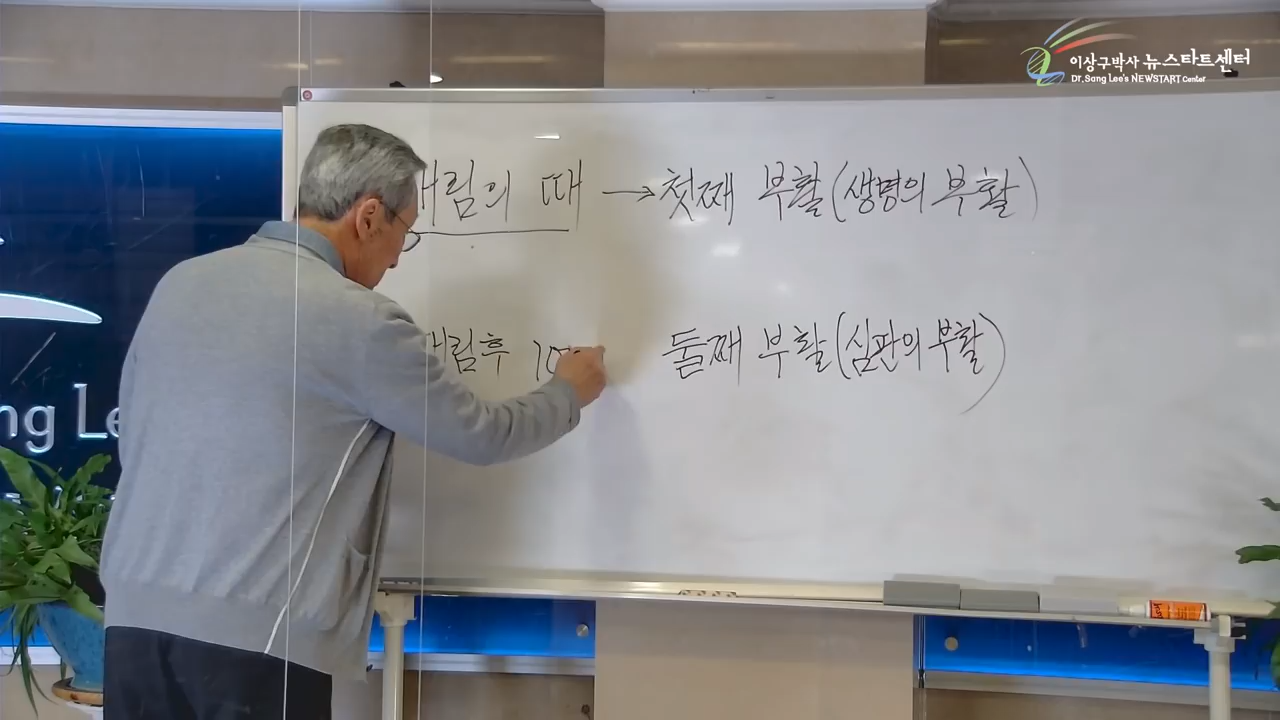 이상구박사 뉴스타트센터
Dr. Sang Lee's NEWSTART Center
림의 때 → 첫째 부활 (생명의 부활)
림후 둘째 부활 (심판의 부활)
ng Le